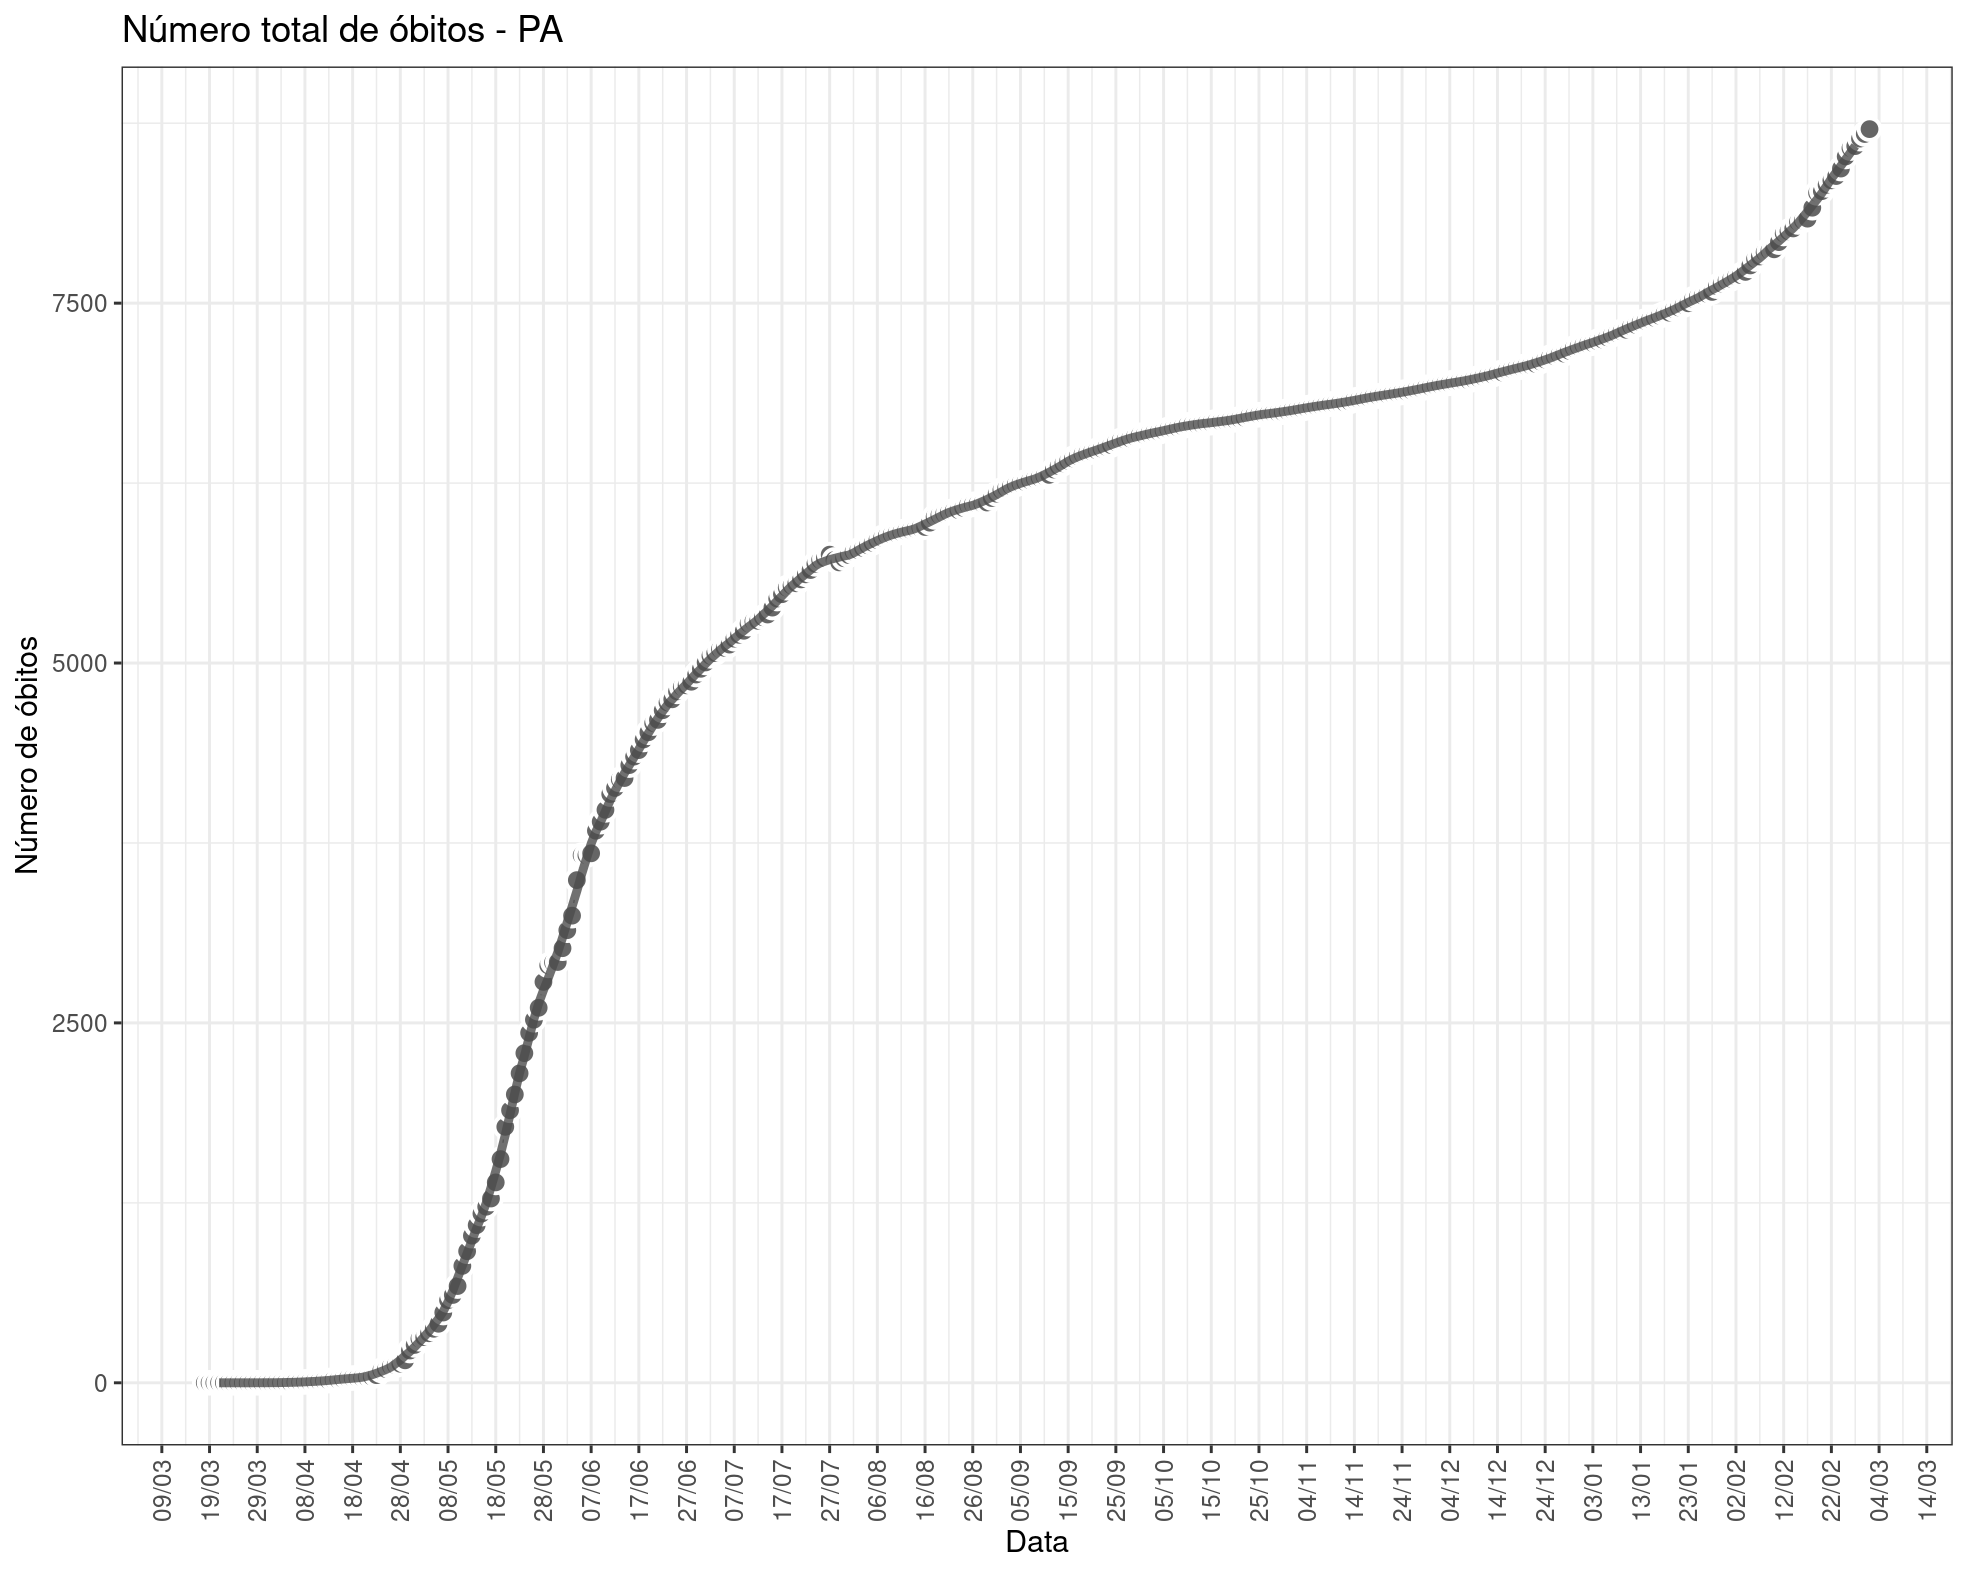 Número total de óbitos - PA
Número de óbitos
7500
5000
2500
0
09/03 19/03 29/03 08/04 18/04 28/04 08/05 18/05 28/05 07/06 17/06 27/06 07/07 17/07 27/07 06/08 16/08 26/08 05/09 15/09 25/09 05/10 15/10 25/10 04/11 14/11 24/11 04/12 14/12 24/12 03/01 13/01 23/01 02/02 12/02 22/02 04/03 14/03
Data